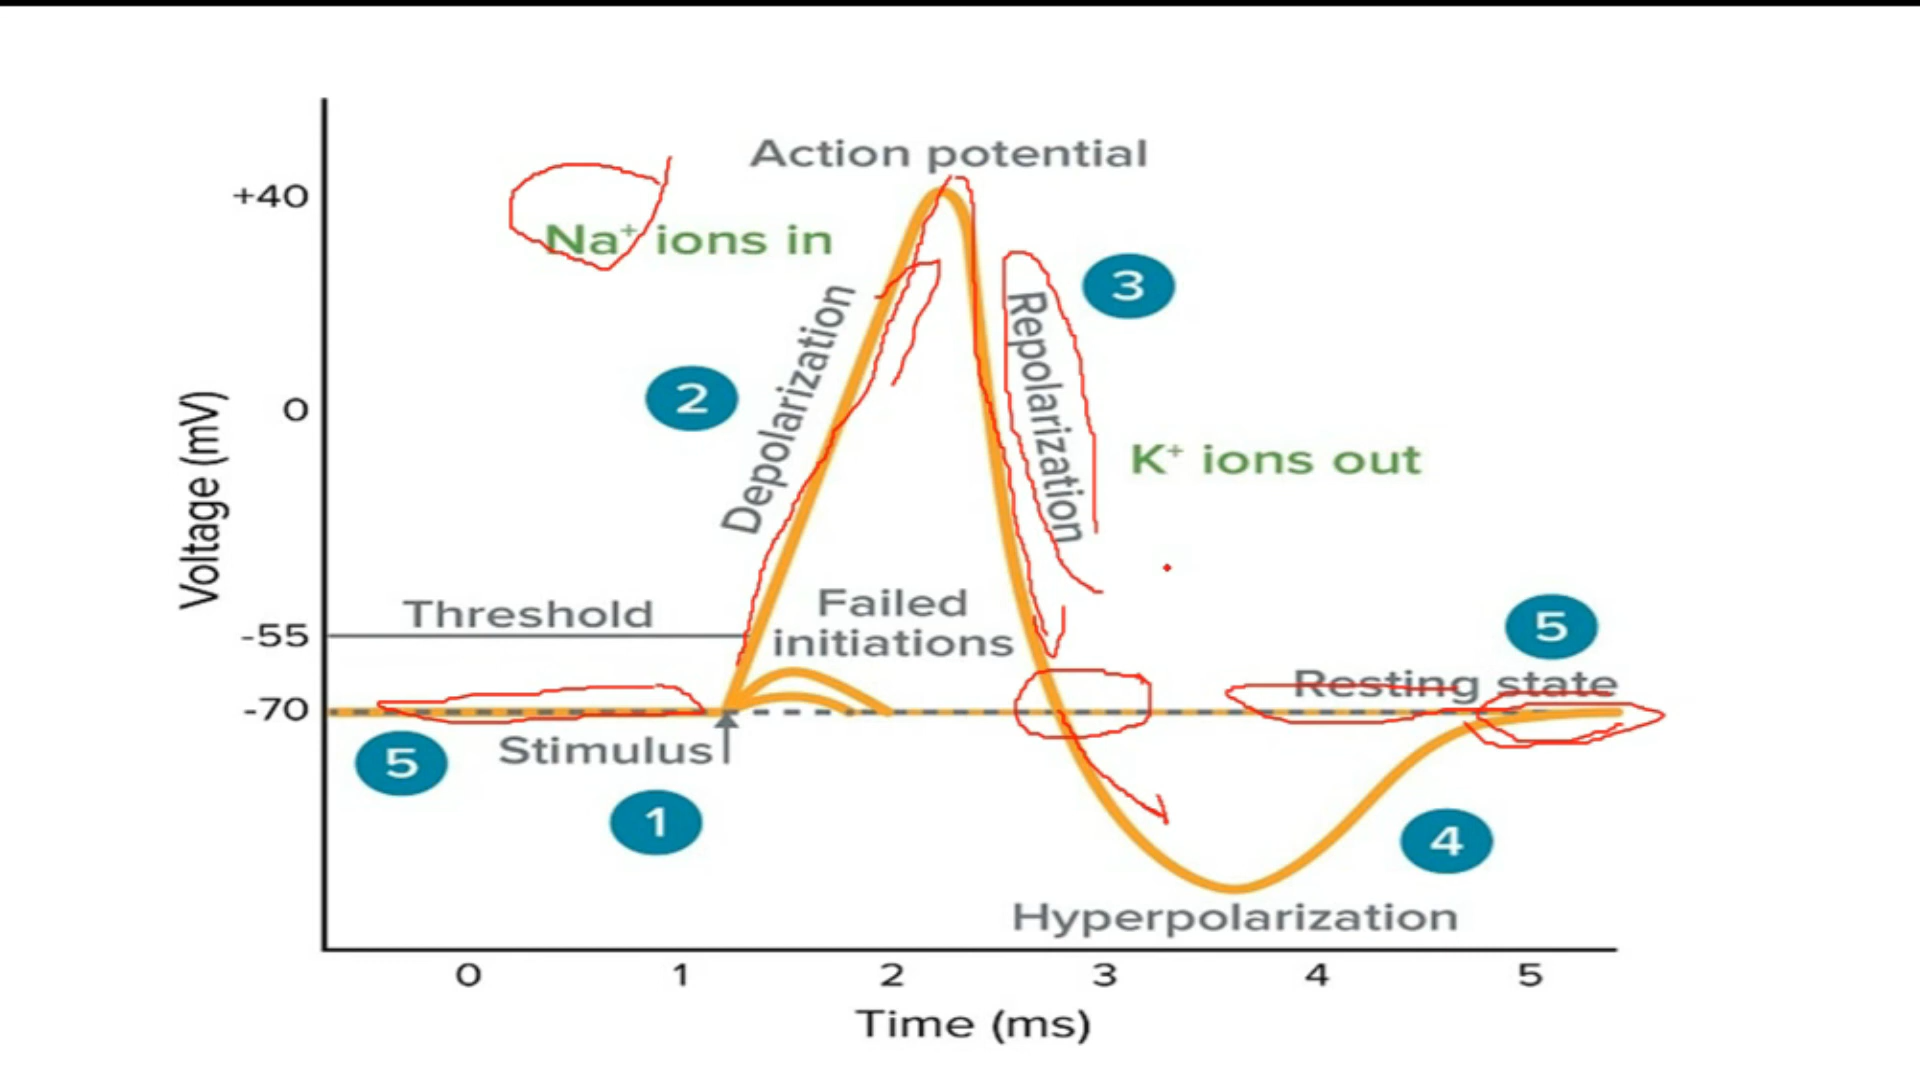 Action potential
+40
Na+ ions in
3
Depolarization
Repolarization
2
0
K+ ions out
Voltage (mV)
Threshold
Failed
initiations
-55
5
Resting state
-70
Stimulus
5
1
4
Hyperpolarization
0 1 2 3 4 5
Time (ms)